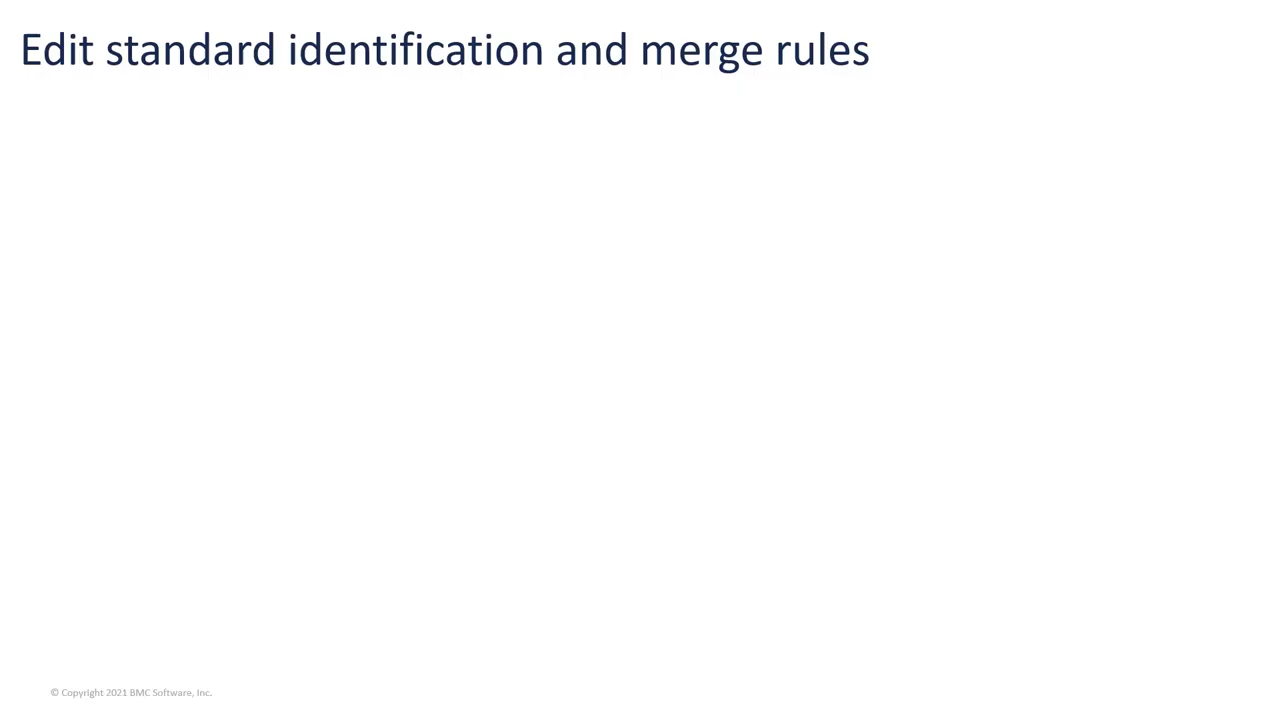 Edit standard identification and merge rules
© Copyright 2021 BMC Software, Inc.